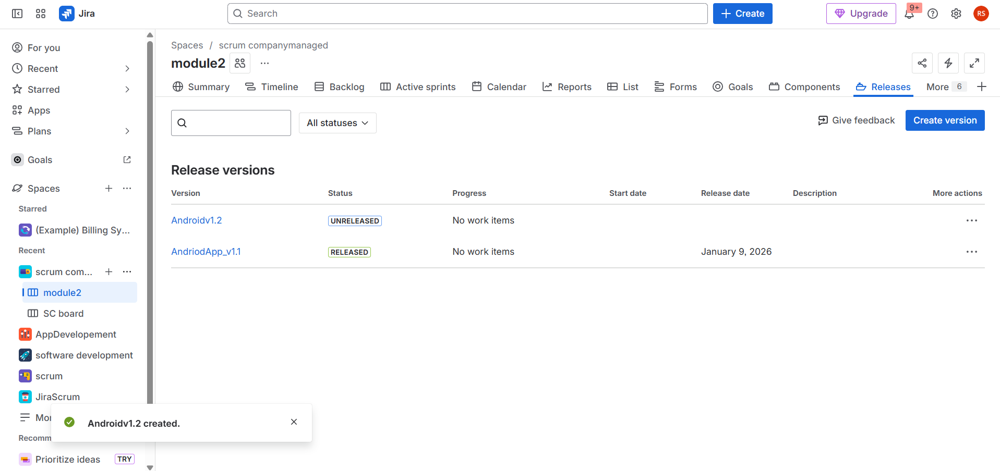 Jira
Search
Create
Upgrade
9+
RS
For you
Recent
Starred
Apps
Plans
Goals
Spaces
Starred
(Example) Billing Sy...
Recent
scrum com...
module2
SC board
AppDevelopement
software development
scrum
JiraScrum
Mor
Recomm
Prioritize ideas TRY
Spaces / scrum companymanaged
module2
Summary Timeline Backlog Active sprints Calendar Reports List Forms Goals Components Releases More 6
All statuses
Give feedback
Create version
Release versions
Version Status Progress Start date Release date Description More actions
Androidv1.2 UNRELEASED No work items
AndriodApp_v1.1 RELEASED No work items January 9, 2026
Androidv1.2 created.